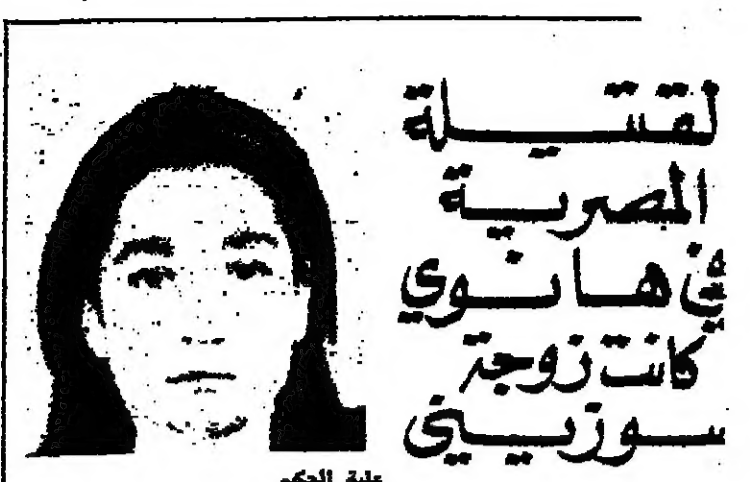 لقتيلة
المصرية
في هانوي
كانت زوجة
سوزيني